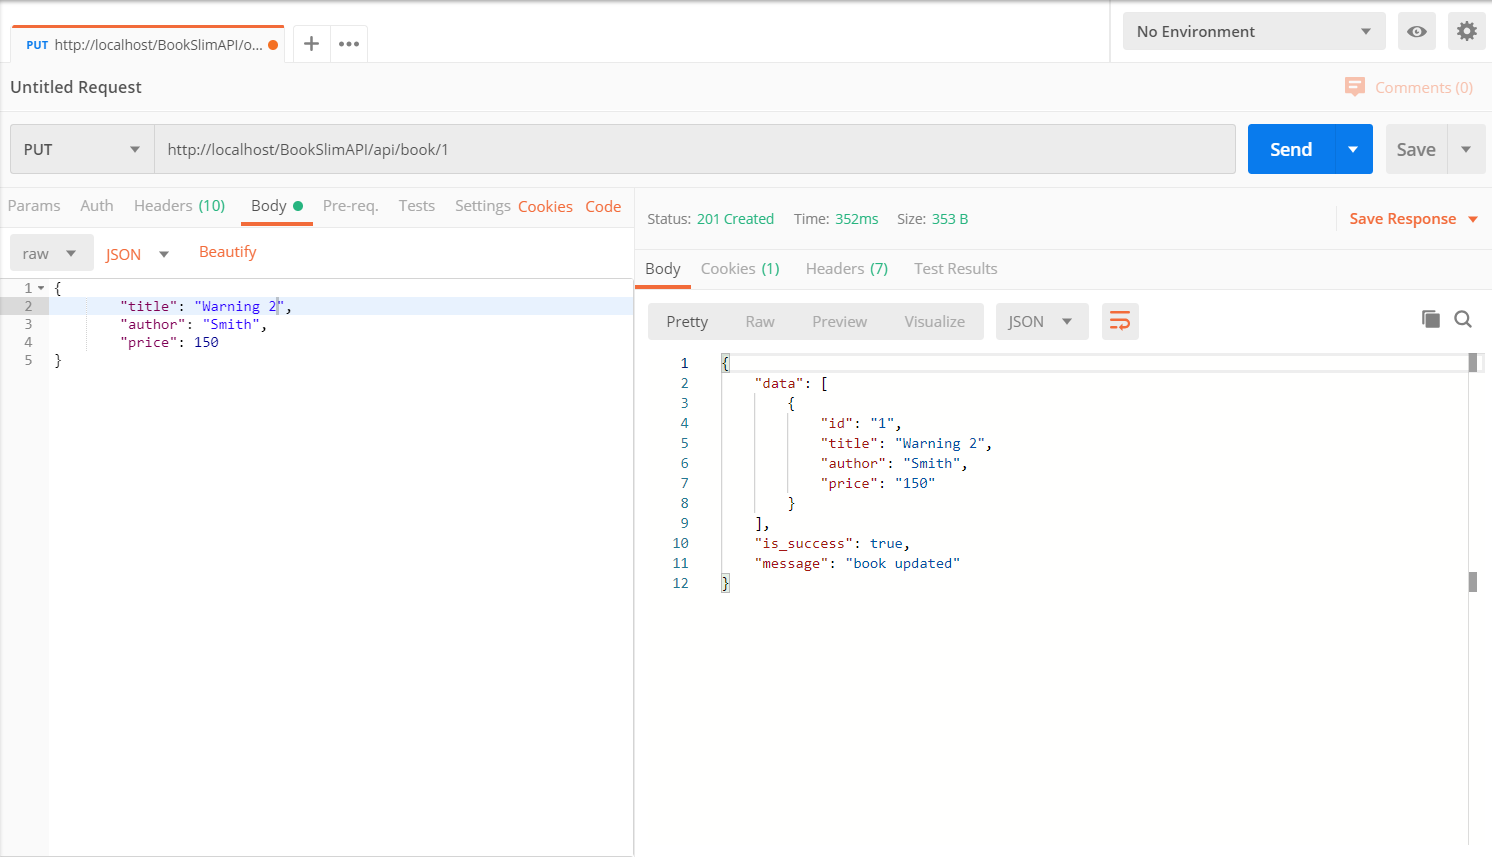 PUT http://localhost/BookSlimAPI/o...
No Environment
Untitled Request
Comments (0)
PUT
http://localhost/BookSlimAPI/api/book/1
Send
Save
Params Auth Headers (10) Body Pre-req. Tests Settings Cookies Code
raw
JSON
Beautify
1 {
2 "title": "Warning 2",
3 "author": "Smith",
4 "price": 150
5 }
Status: 201 Created Time: 352ms Size: 353 B
Save Response
Body Cookies (1) Headers (7) Test Results
Pretty Raw Preview Visualize
JSON
1 {
2 "data": [
3 {
4 "id": "1",
5 "title": "Warning 2",
6 "author": "Smith",
7 "price": "150"
8 }
9 ],
10 "is_success": true,
11 "message": "book updated"
12 }